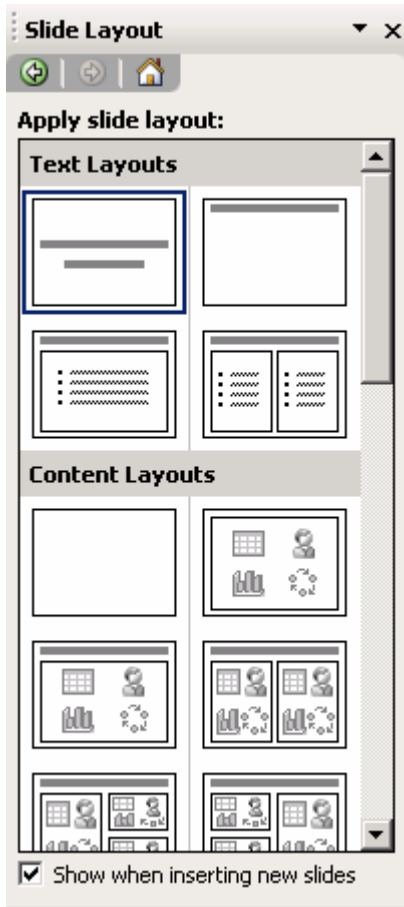 Slide Layout
Apply slide layout:
Text Layouts
Content Layouts
Show when inserting new slides